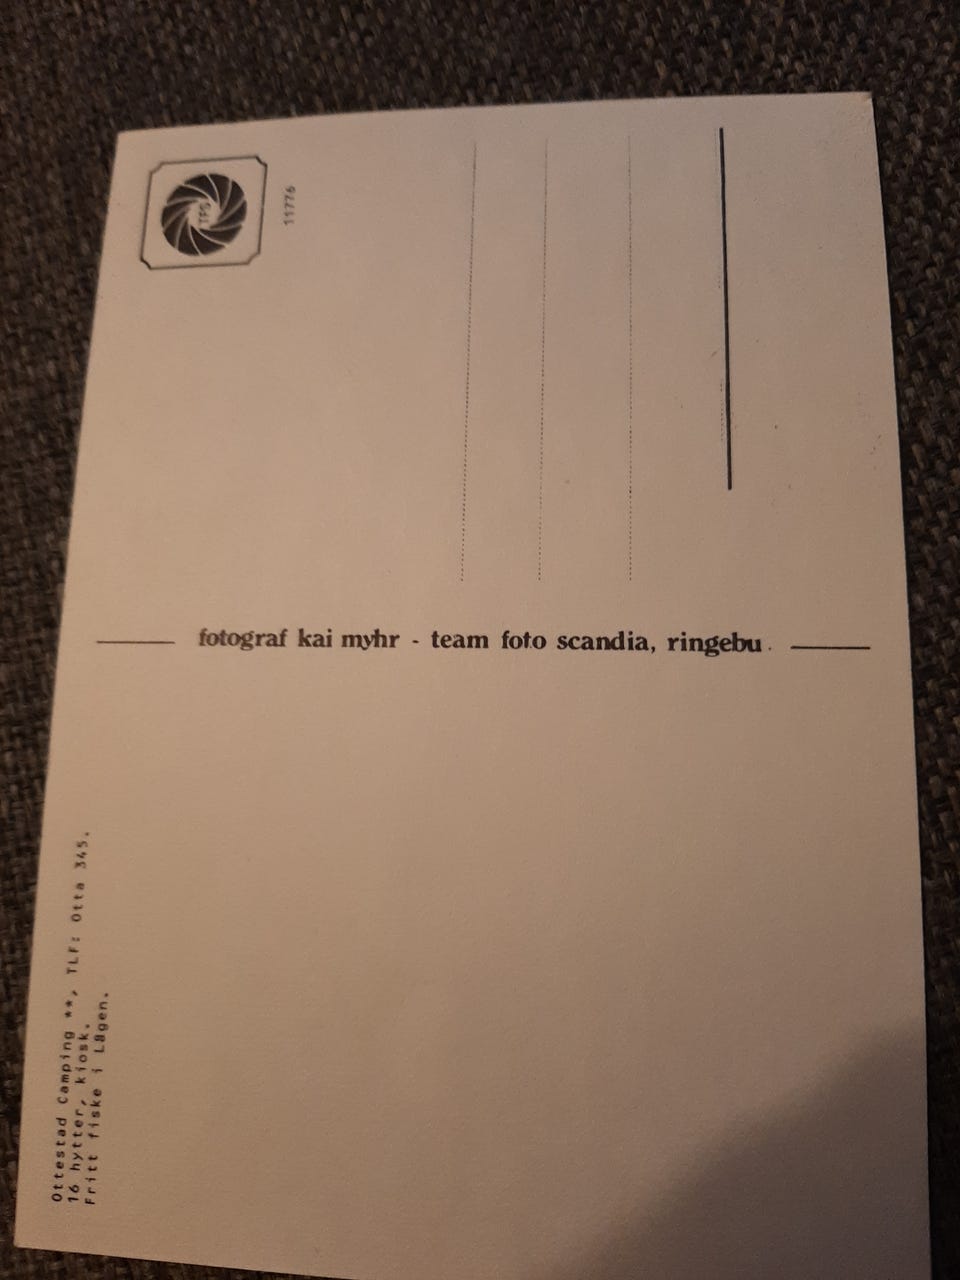 Ottestad Camping **, TLF: Otta 345.
16 hytter, kiosk.
Fritt fiske i Lågen.
fotograf kai myhr - team foto scandia, ringebu.
TFS
11776